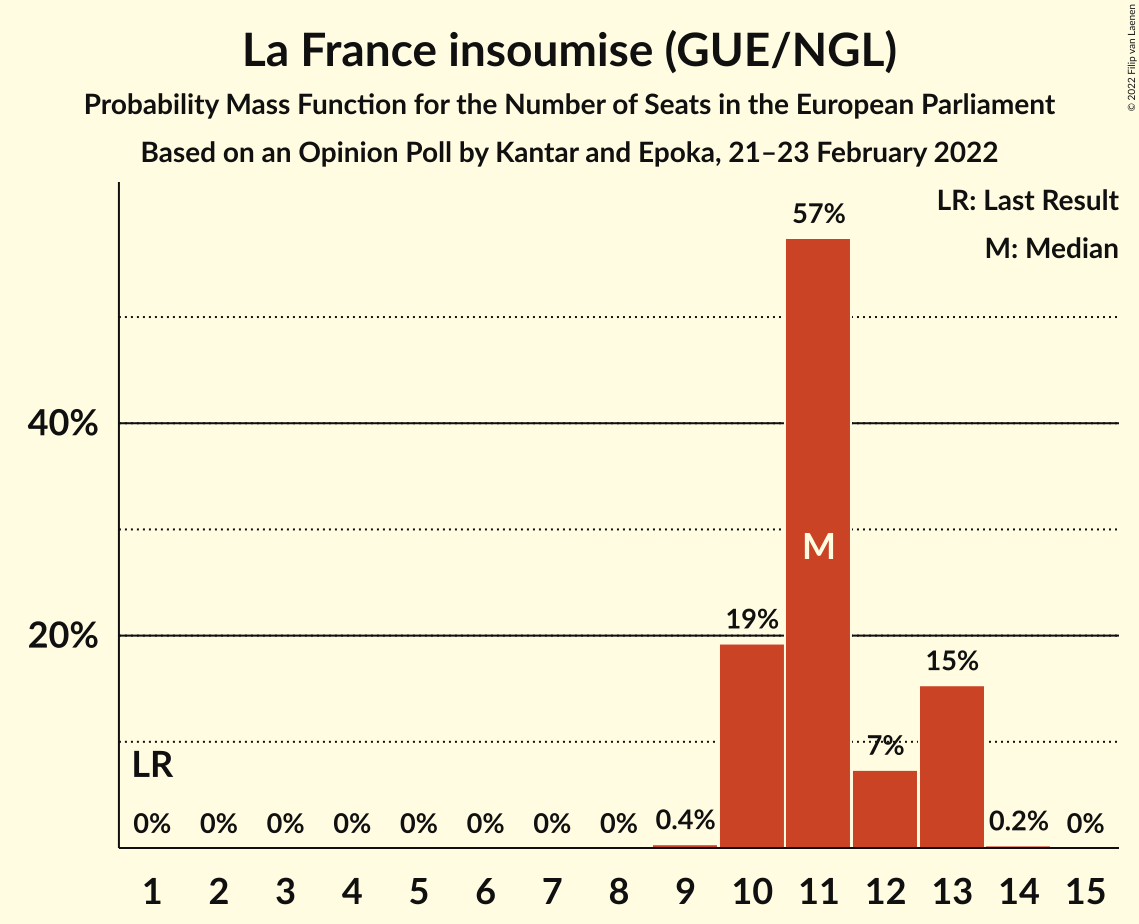 La France insoumise (GUE/NGL)
Probability Mass Function for the Number of Seats in the European Parliament
Based on an Opinion Poll by Kantar and Epoka, 21–23 February 2022
© 2022 Filip van Laenen
LR: Last Result
M: Median
57%
40%
M
19%
20%
15%
7%
LR
0% 0% 0% 0% 0% 0% 0% 0% 0.4% 0.2% 0%
1 2 3 4 5 6 7 8 9 10 11 12 13 14 15